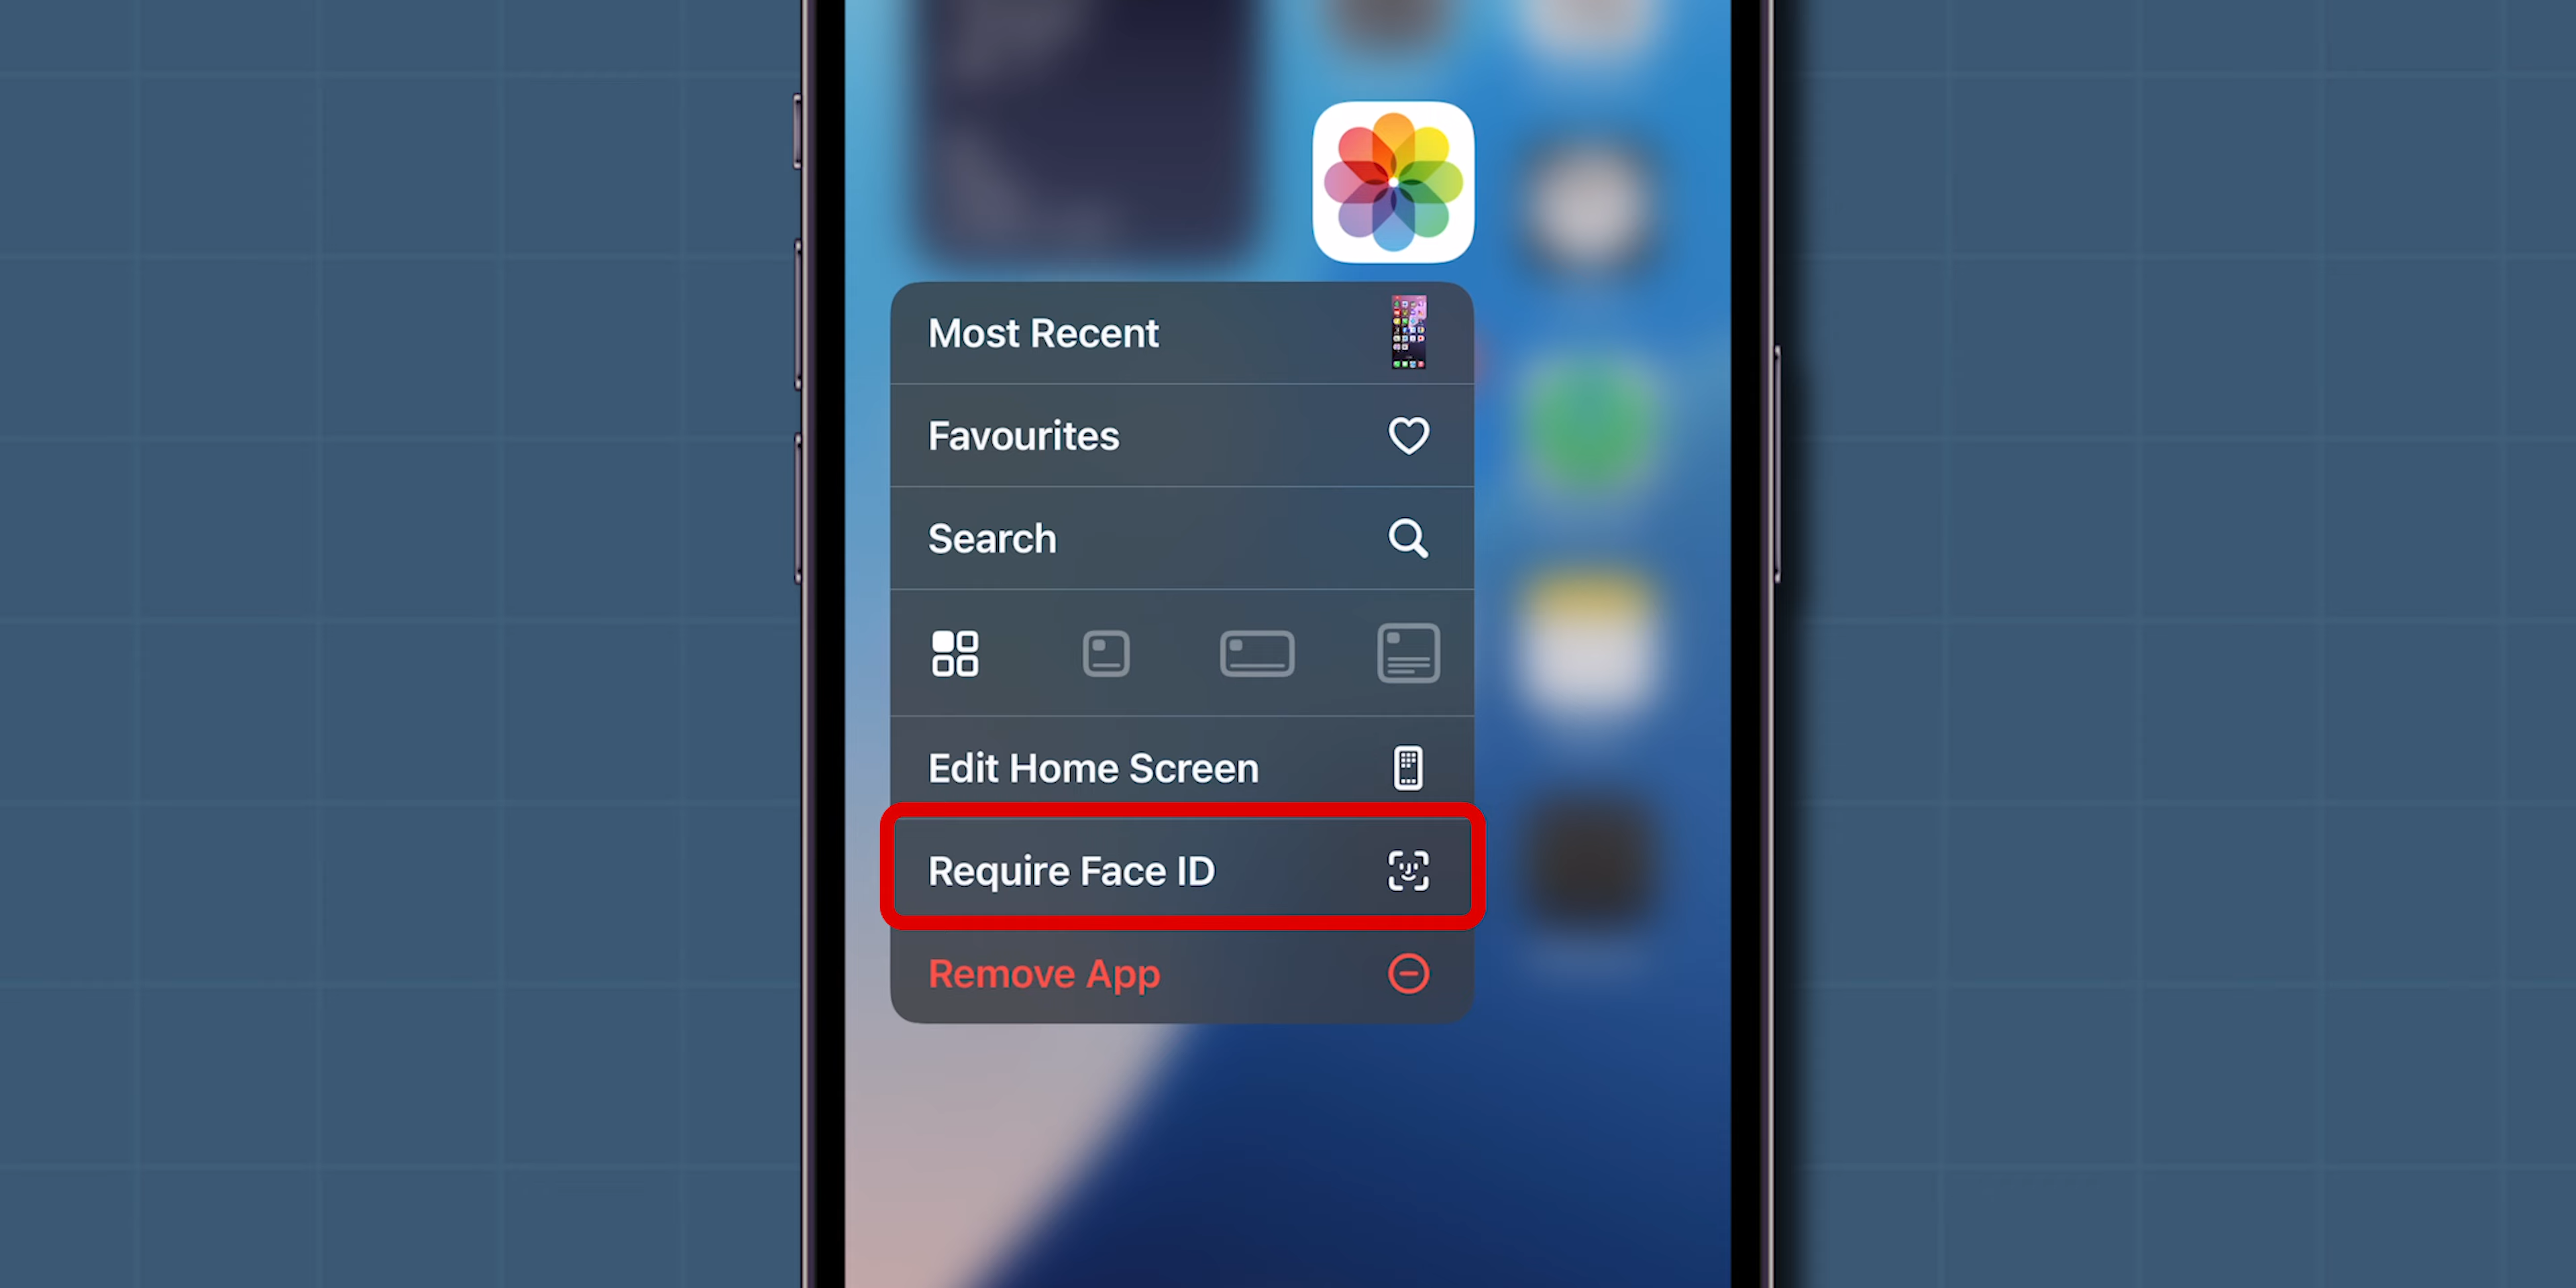 Most Recent
Favourites
Search
Edit Home Screen
Require Face ID
Remove App